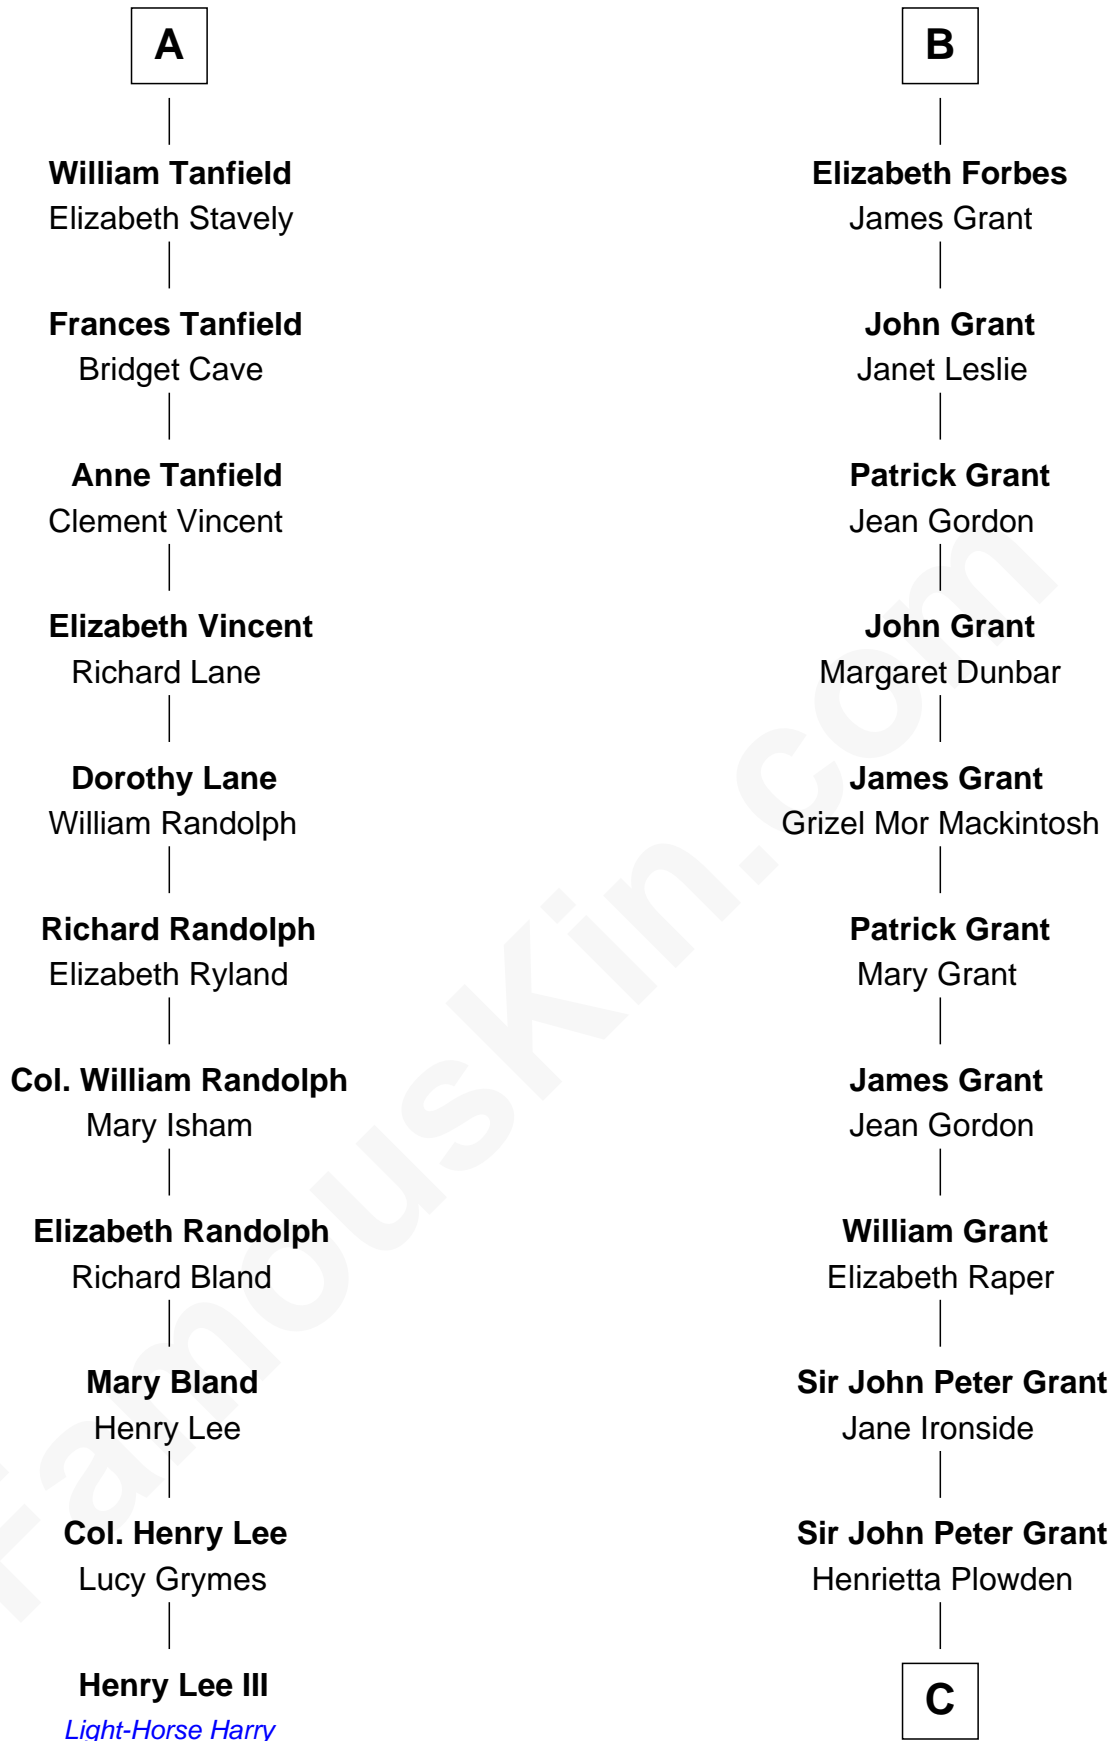 A
William Tanfield
Elizabeth Stavely
Frances Tanfield
Bridget Cave
Anne Tanfield
Clement Vincent
Elizabeth Vincent
Richard Lane
Dorothy Lane
William Randolph
Richard Randolph
Elizabeth Ryland
Col. William Randolph
Mary Isham
Elizabeth Randolph
Richard Bland
Mary Bland
Henry Lee
Col. Henry Lee
Lucy Grymes
Henry Lee III
Light-Horse Harry
B
Elizabeth Forbes
James Grant
John Grant
Janet Leslie
Patrick Grant
Jean Gordon
John Grant
Margaret Dunbar
James Grant
Grizel Mor Mackintosh
Patrick Grant
Mary Grant
James Grant
Jean Gordon
William Grant
Elizabeth Raper
Sir John Peter Grant
Jane Ironside
Sir John Peter Grant
Henrietta Plowden
C
FamousKin.com